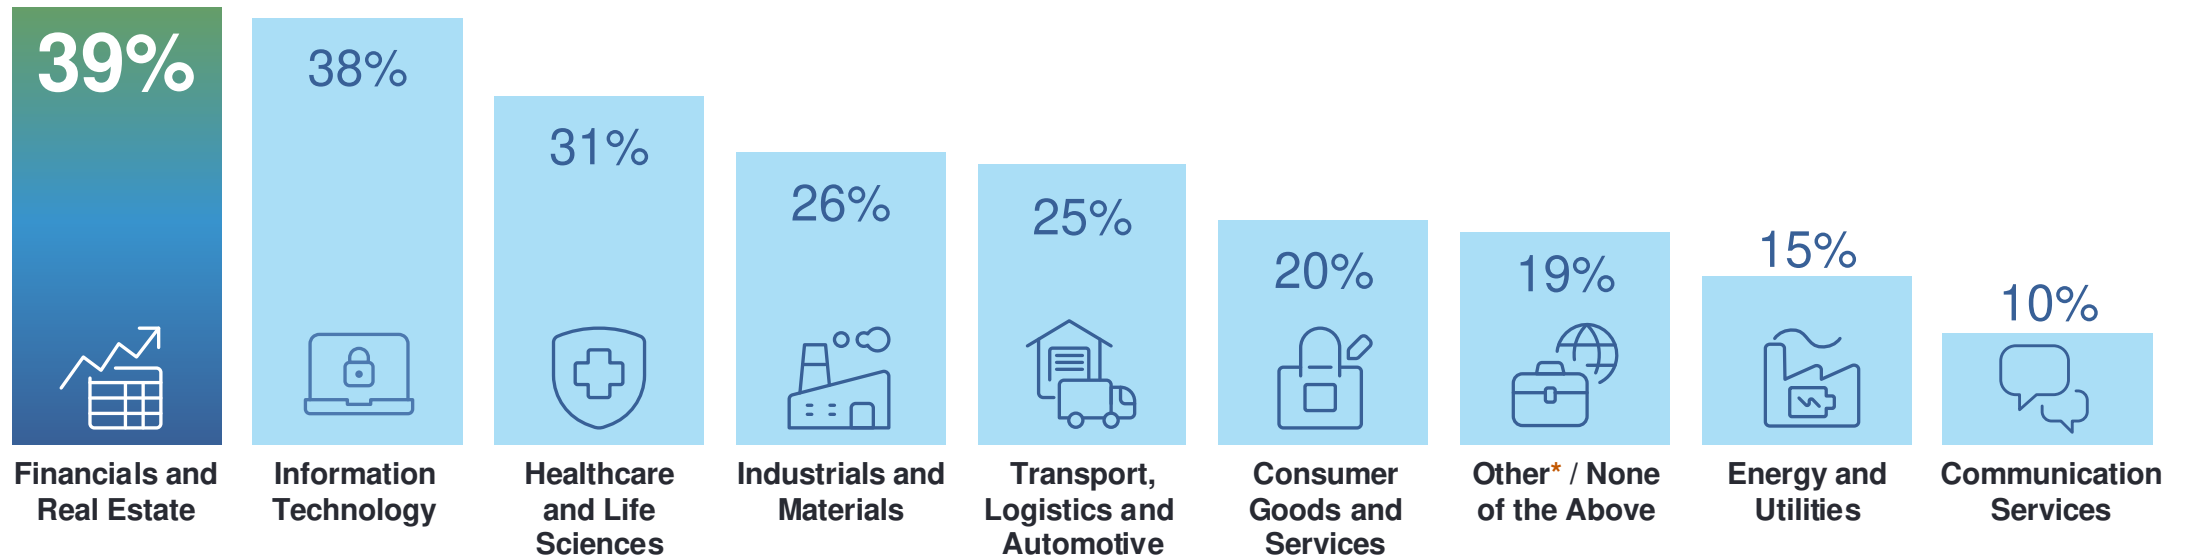 39%
Financials and
Real Estate
38%
Information
Technology
31%
Healthcare
and Life
Sciences
26%
Industrials and
Materials
25%
Transport,
Logistics and
Automotive
20%
Consumer
Goods and
Services
19%
Other* / None
of the Above
15%
Energy and
Utilities
10%
Communication
Services